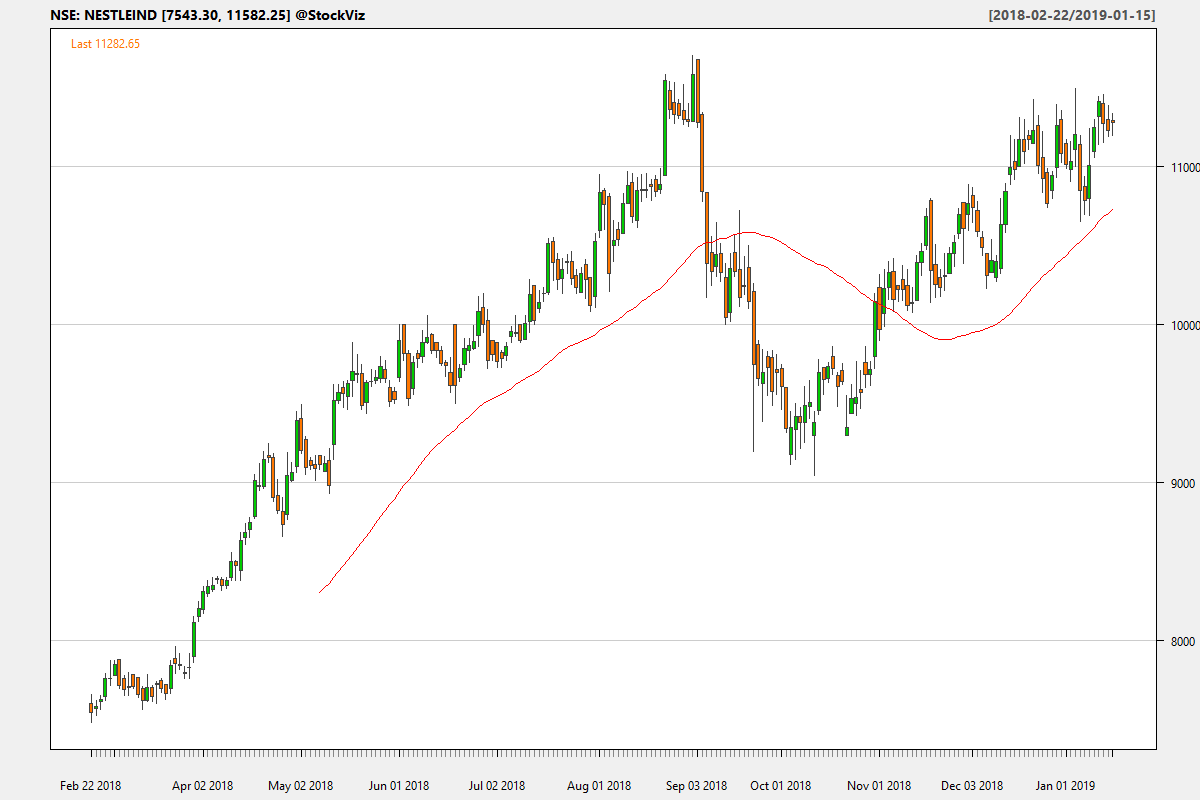 NSE: NESTLEIND [7543.30, 11582.25] @StockViz [2018-02-22/2019-01-15]
Last 11282.65
11000
10000
9000
8000
Feb 22 2018 Apr 02 2018 May 02 2018 Jun 01 2018 Jul 02 2018 Aug 01 2018 Sep 03 2018 Oct 01 2018 Nov 01 2018 Dec 03 2018 Jan 01 2019